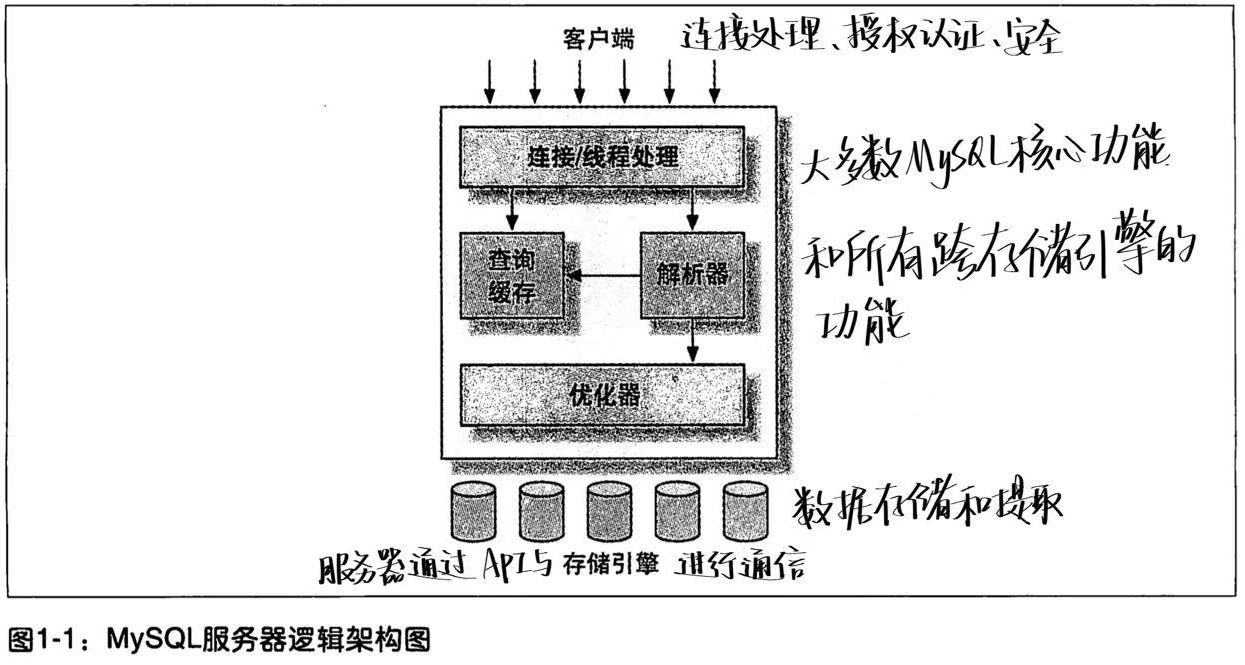 客户端 连接处理、授权认证、安全
连接/线程处理
大多数MySQL核心功能
和所有跨存储引擎的
功能
查询
缓存
解析器
优化器
数据存储和提取
服务器通过API与 存储引擎 进行通信
图1-1：MySQL服务器逻辑架构图